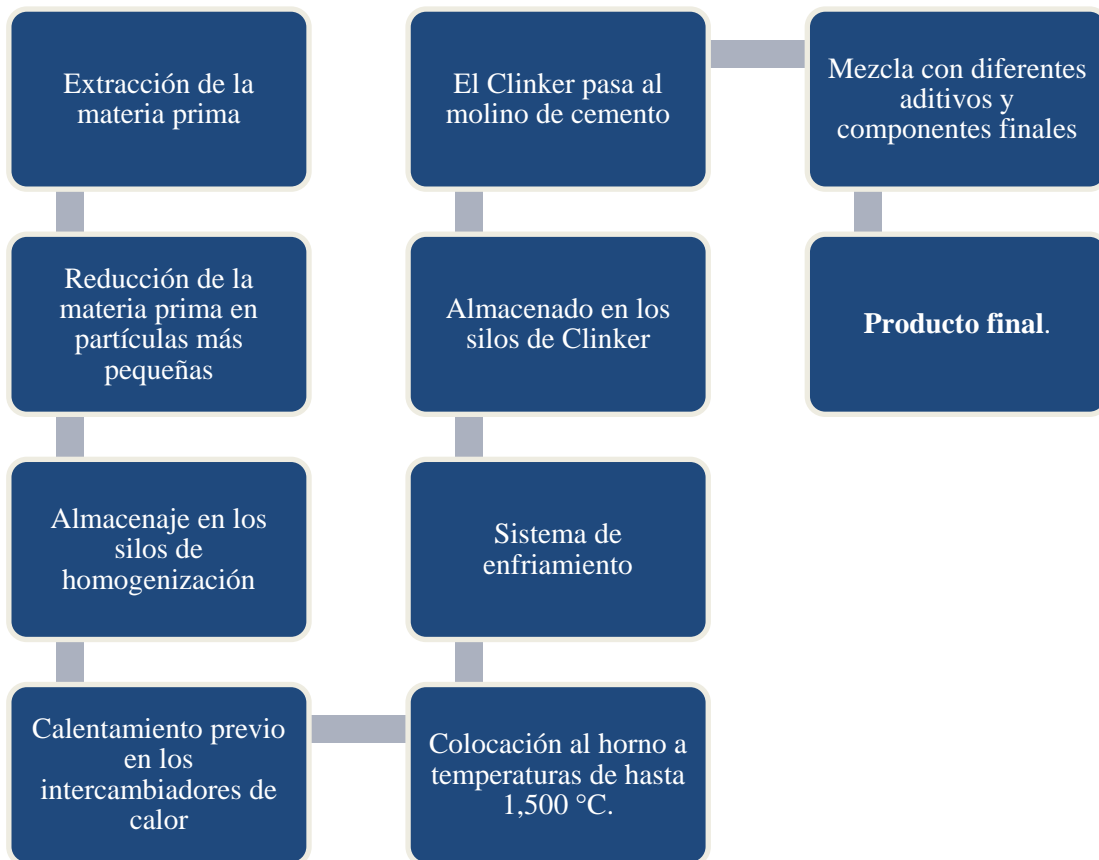 Extracción de la
materia prima
Reducción de la
materia prima en
partículas más
pequeñas
Almacenaje en los
silos de
homogenización
Calentamiento previo
en los
intercambiadores de
calor
Colocación al horno a
temperaturas de hasta
1,500 °C.
Sistema de
enfriamiento
Almacenado en los
silos de Clinker
El Clinker pasa al
molino de cemento
Mezcla con diferentes
aditivos y
componentes finales
Producto final.